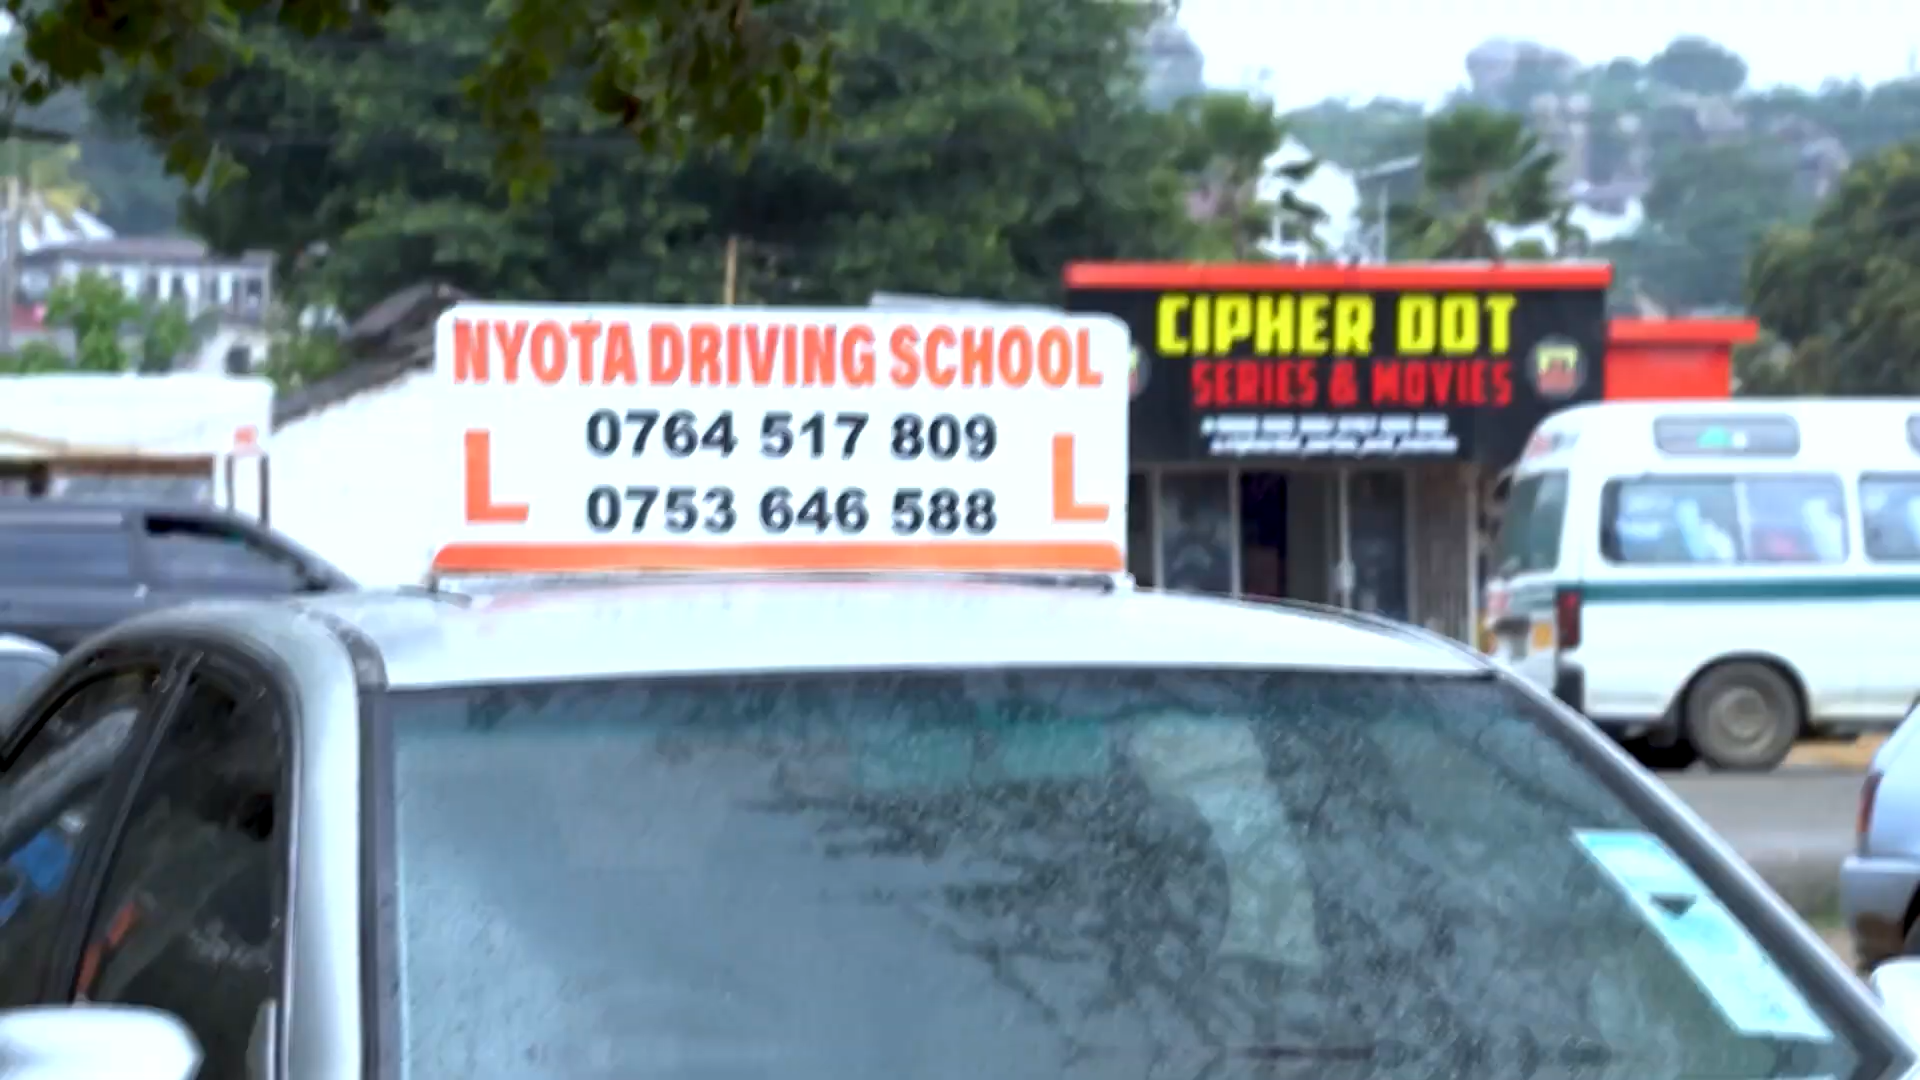 NYOTA DRIVING SCHOOL
0764 517 809
0753 646 588
L
L
CIPHER DOT
SERIES & MOVIES